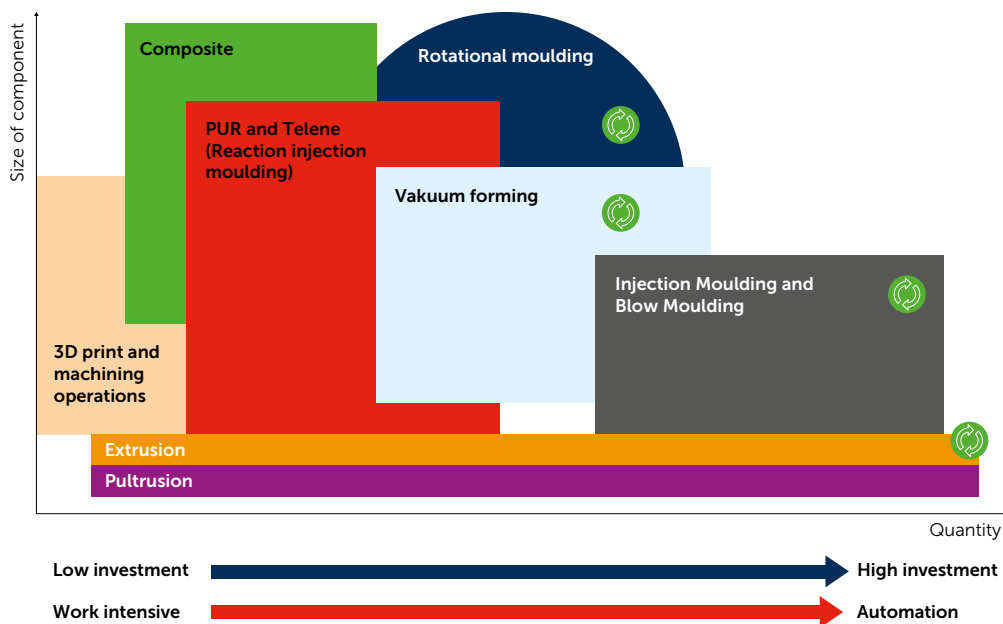 Size of component
Composite
Rotational moulding
PUR and Telene
(Reaction injection
moulding)
Vakuum forming
Injection Moulding and
Blow Moulding
3D print and
machining
operations
Extrusion
Pultrusion
Quantity
Low investment
High investment
Work intensive
Automation